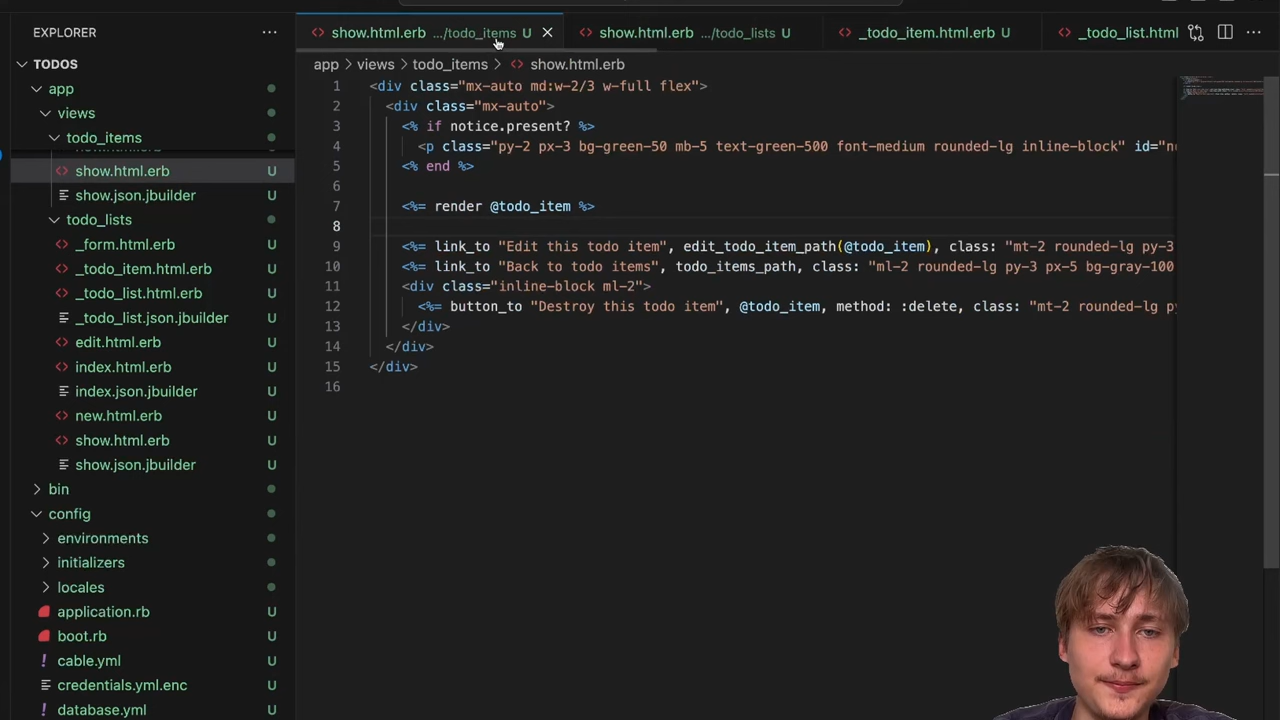 EXPLORER
TODOS
app
views
todo_items
show.html.erb U
show.json.jbuilder U
todo_lists
_form.html.erb U
_todo_item.html.erb U
_todo_list.html.erb U
_todo_list.json.jbuilder U
edit.html.erb U
index.html.erb U
index.json.jbuilder U
new.html.erb U
show.html.erb U
show.json.jbuilder U
bin
config
environments
initializers
locales
application.rb U
boot.rb U
cable.yml U
credentials.yml.enc U
database.yml U
show.html.erb .../todo_items U
show.html.erb .../todo_lists U
_todo_item.html.erb U
_todo_list.html
app > views > todo_items > show.html.erb
1 <div class="mx-auto md:w-2/3 w-full flex">
2 <div class="mx-auto">
3 <% if notice.present? %>
4 <p class="py-2 px-3 bg-green-50 mb-5 text-green-500 font-medium rounded-lg inline-block" id="n
5 <% end %>
6
7 <%= render @todo_item %>
8
9 <%= link_to "Edit this todo item", edit_todo_item_path(@todo_item), class: "mt-2 rounded-lg py-3
10 <%= link_to "Back to todo items", todo_items_path, class: "ml-2 rounded-lg py-3 px-5 bg-gray-100
11 <div class="inline-block ml-2">
12 <%= button_to "Destroy this todo item", @todo_item, method: :delete, class: "mt-2 rounded-lg py
13 </div>
14 </div>
15 </div>
16